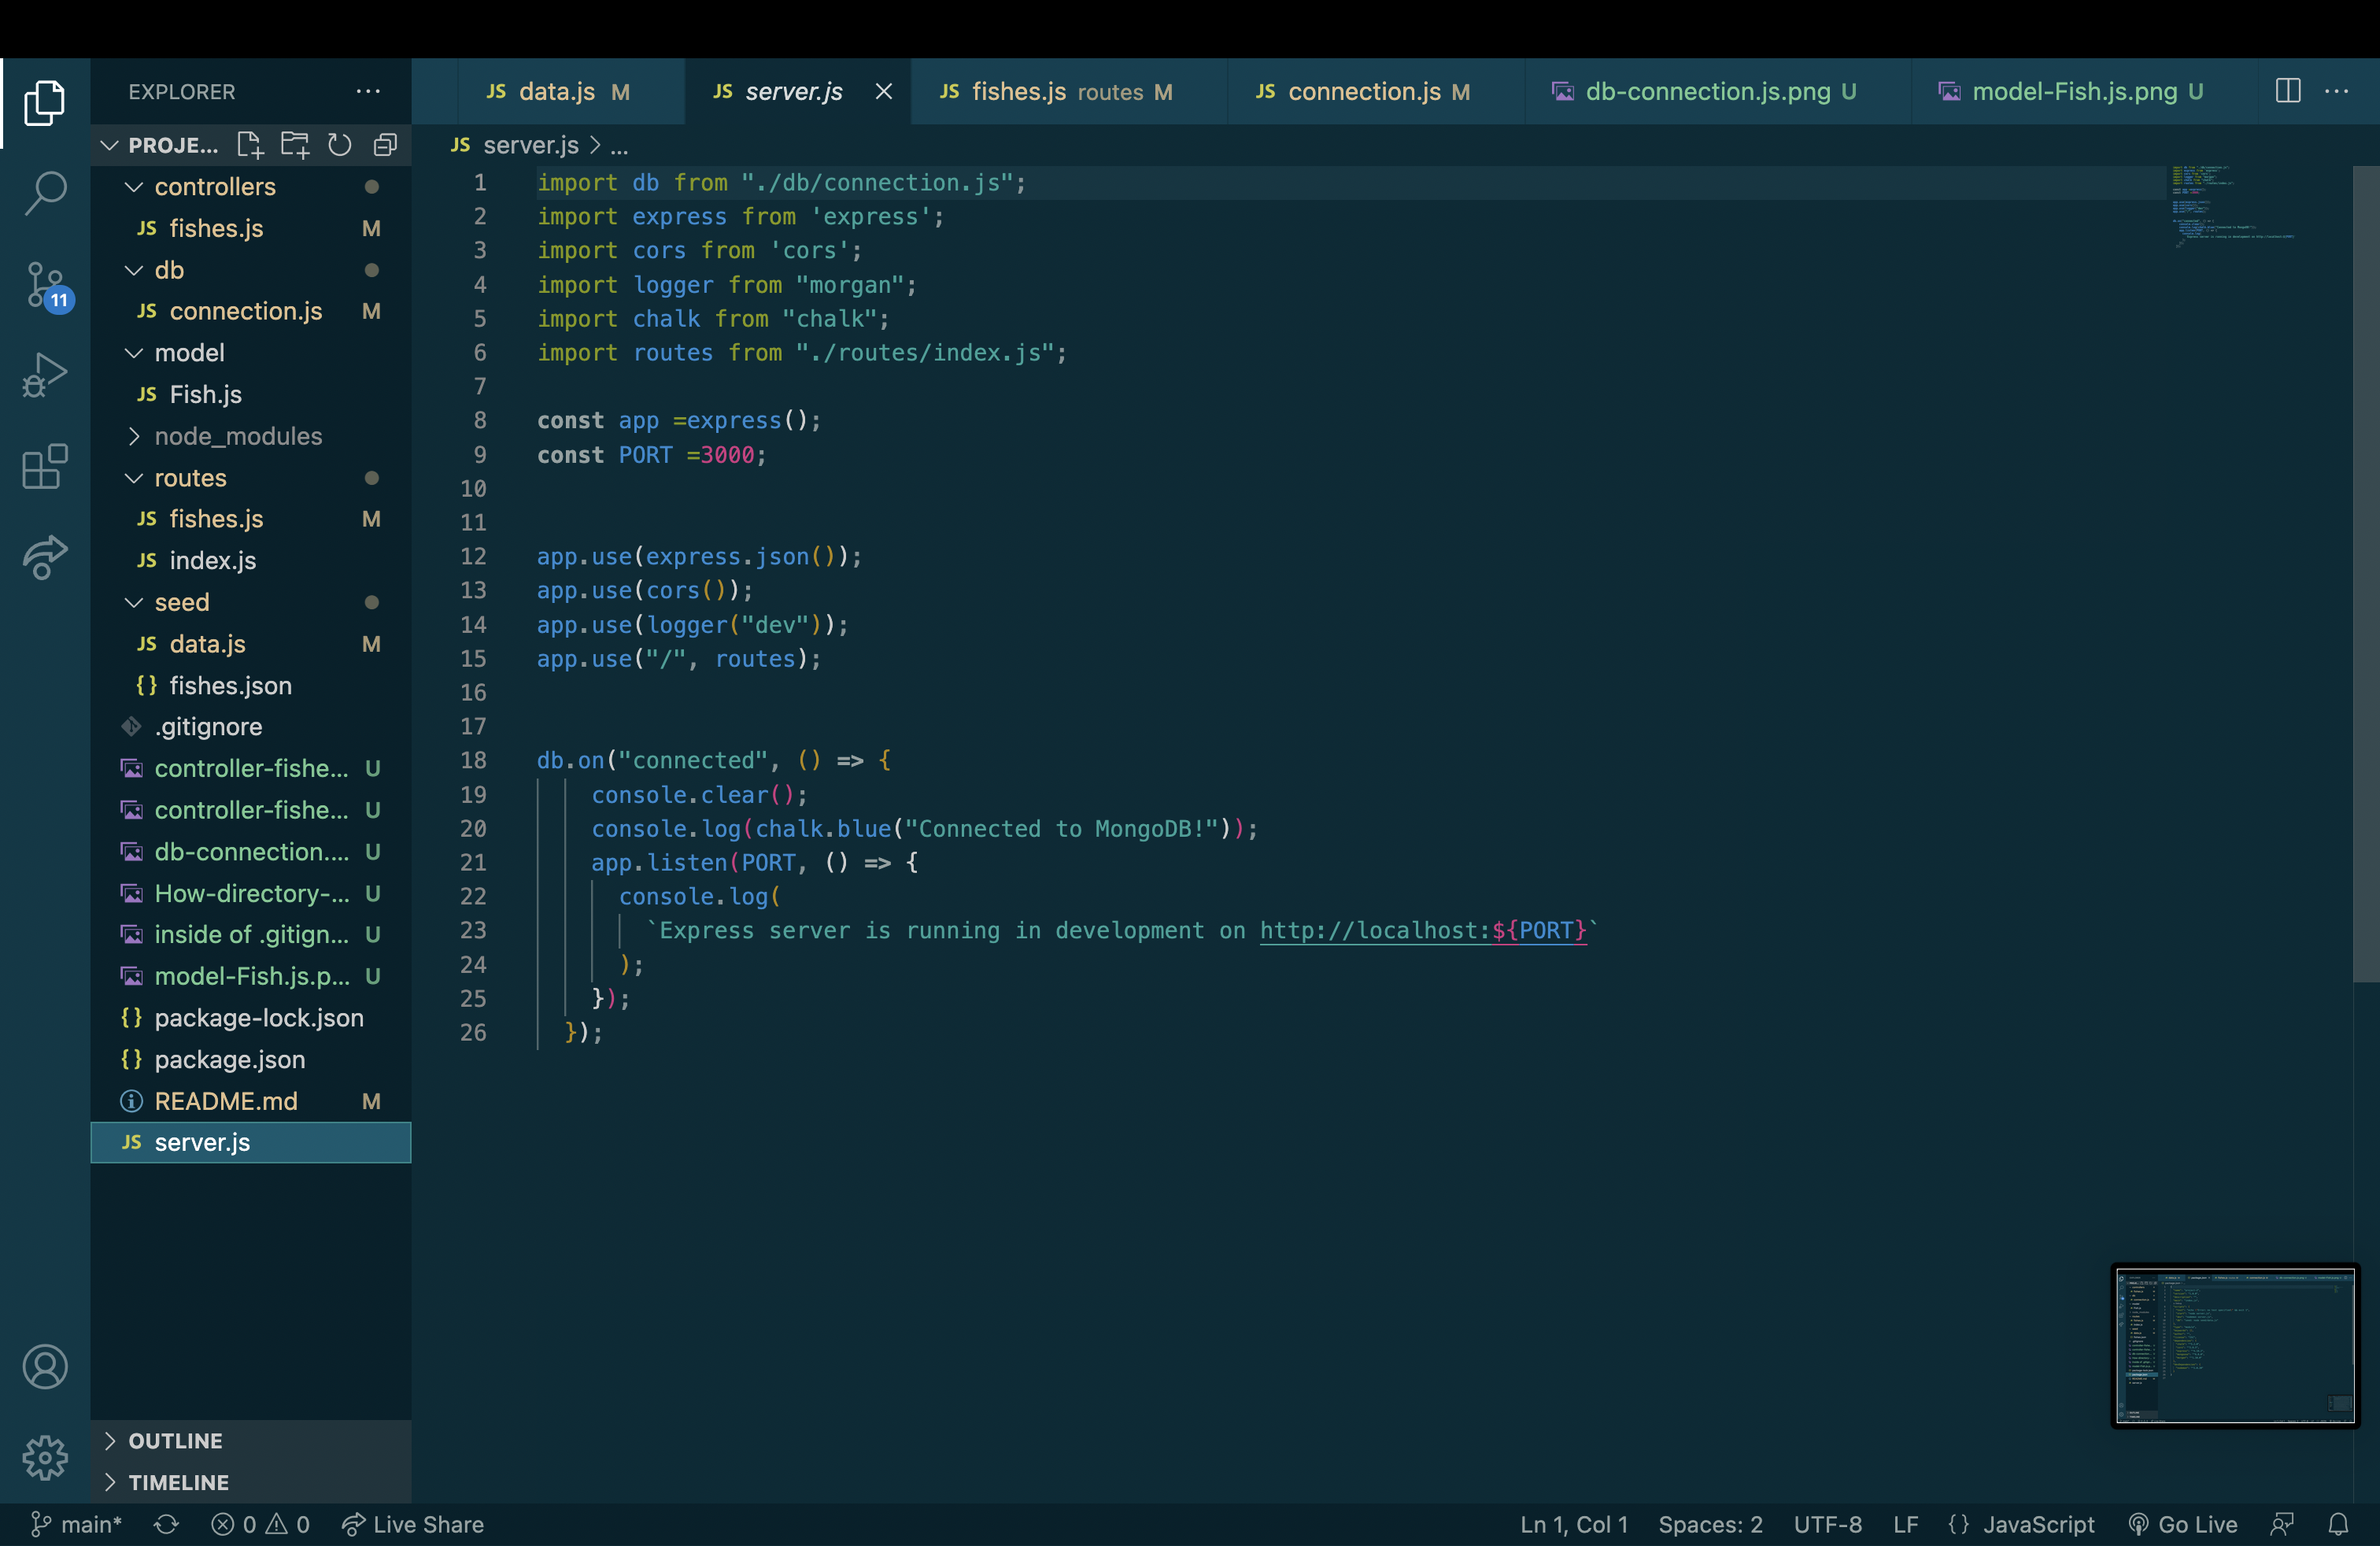 EXPLORER
PROJE...
controllers
JS fishes.js M
db
JS connection.js M
model
JS Fish.js
node_modules
routes
JS fishes.js M
JS index.js
seed
JS data.js M
{} fishes.json
.gitignore
controller-fishe... U
controller-fishe... U
db-connection.... U
How-directory-... U
inside of .gitign... U
model-Fish.js.p... U
{} package-lock.json
{} package.json
README.md M
JS server.js
OUTLINE
TIMELINE
11
JS data.js M
JS server.js
JS fishes.js routes M
JS connection.js M
db-connection.js.png U
model-Fish.js.png U
JS server.js > ...
1 import db from "./db/connection.js";
2 import express from 'express';
3 import cors from 'cors';
4 import logger from "morgan";
5 import chalk from "chalk";
6 import routes from "./routes/index.js";
7
8 const app =express();
9 const PORT =3000;
10
11
12 app.use(express.json());
13 app.use(cors());
14 app.use(logger("dev"));
15 app.use("/", routes);
16
17
18 db.on("connected", () => {
19 console.clear();
20 console.log(chalk.blue("Connected to MongoDB!"));
21 app.listen(PORT, () => {
22 console.log(
23 `Express server is running in development on http://localhost:${PORT}`
24 );
25 });
26 });
main* 0 0 Live Share
Ln 1, Col 1 Spaces: 2 UTF-8 LF {} JavaScript Go Live